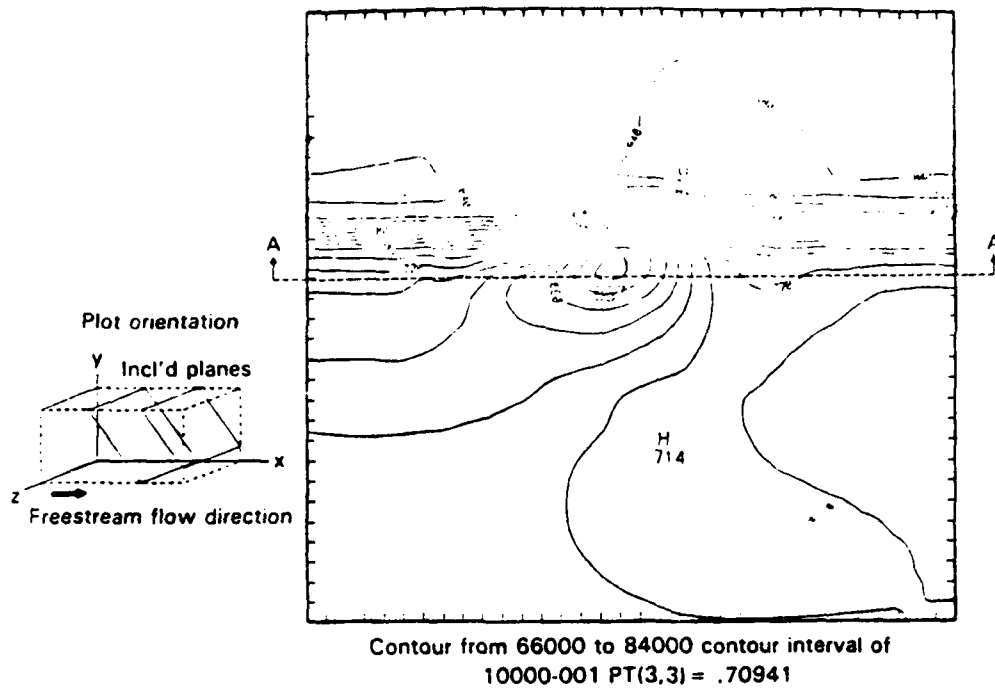 A
A
Plot orientation
Y
Incl'd planes
X
Z
Freestream flow direction
H
714
Contour from 66000 to 84000 contour interval of
10000-001 PT(3,3) = .70941